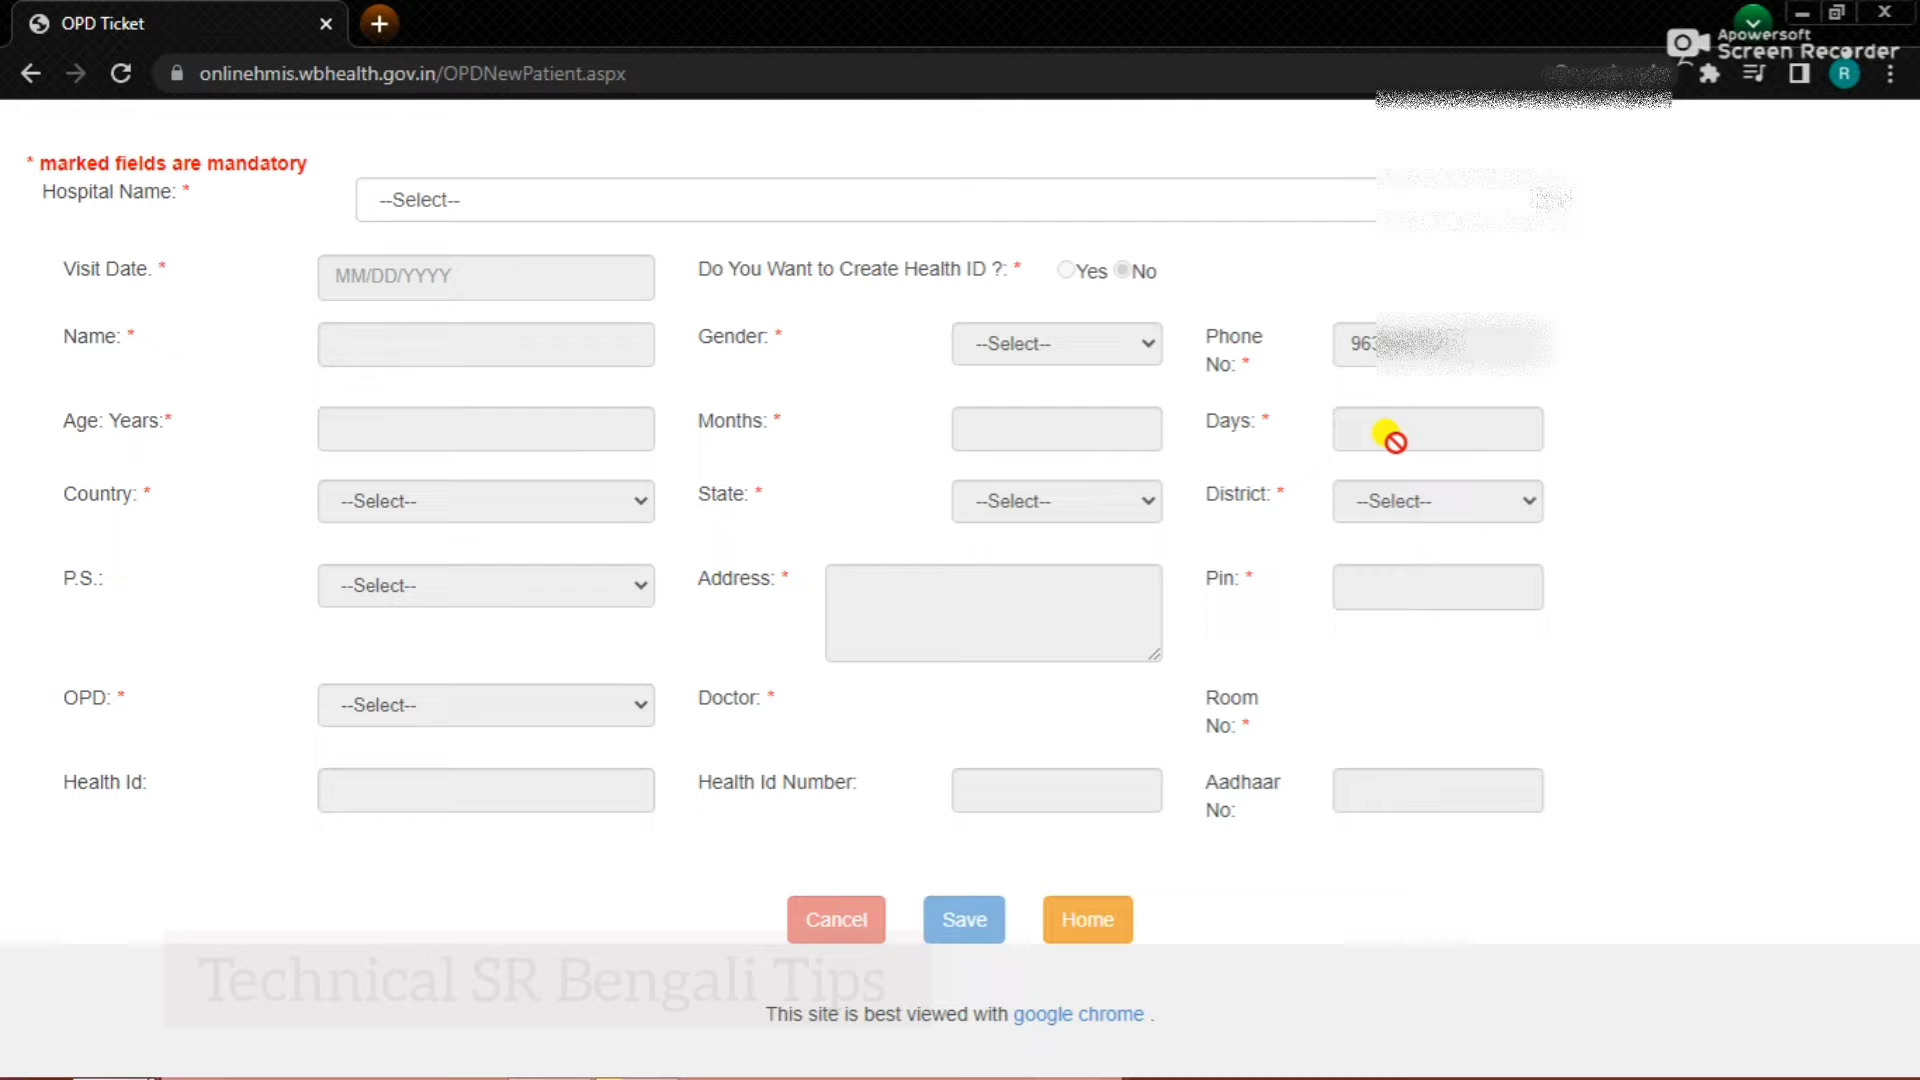 OPD Ticket
Apowersoft
Screen Recorder
onlinehmis.wbhealth.gov.in/OPDNewPatient.aspx
R
* marked fields are mandatory
Hospital Name: *
--Select--
Visit Date. *
MM/DD/YYYY
Do You Want to Create Health ID ?: *
Yes No
Name: *
Gender: *
--Select--
Phone
No: *
Age: Years:*
Months: *
Days: *
Country: *
--Select--
State: *
--Select--
District: *
--Select--
P.S.:
--Select--
Address: *
Pin: *
OPD: *
--Select--
Doctor: *
Room
No: *
Health Id:
Health Id Number:
Aadhaar
No:
Cancel
Save
Home
Technical SR Bengali Tips
This site is best viewed with google chrome .